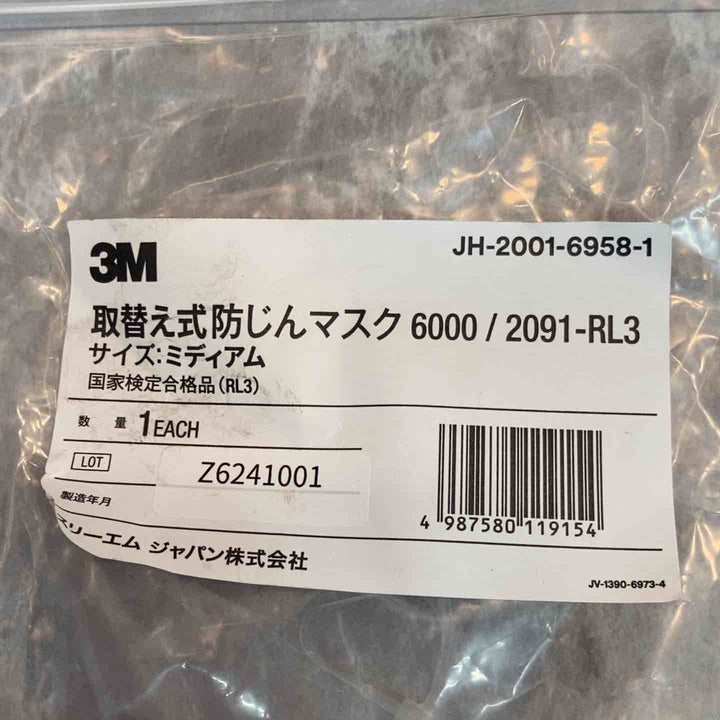 3M
JH-2001-6958-1
取替え式防じんマスク 6000 / 2091-RL3
サイズ:ミディアム
国家検定合格品(RL3)
数 量 1EACH
LOT Z6241001
製造年月
4 987580 119154
スリーエム ジャパン株式会社
JV-1390-6973-4